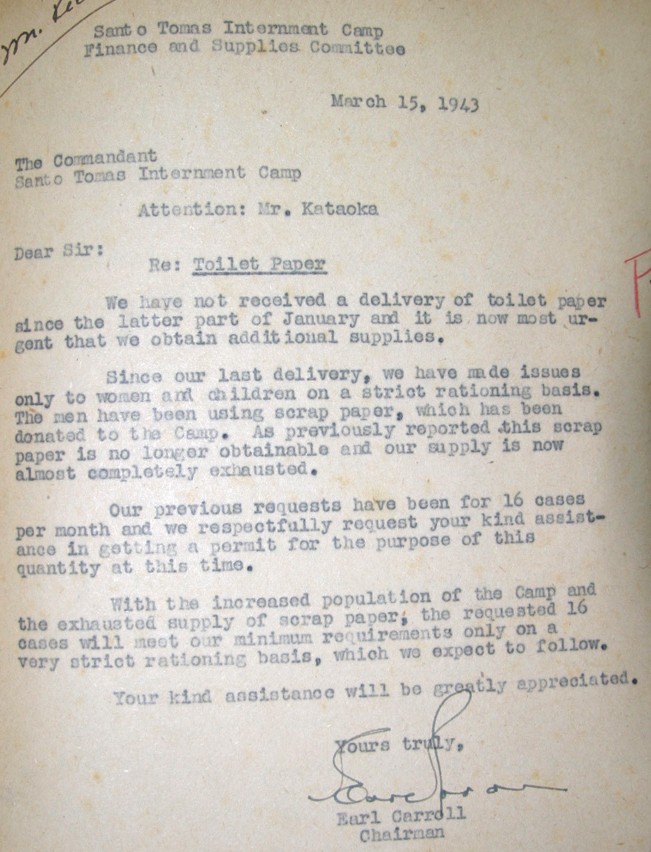 Mr.
Santo Tomas Internment Camp
Finance and Supplies Committee
March 15, 1943
The Commandant
Santo Tomas Internment Camp
Attention: Mr. Kataoka
Dear Sir:
Re: Toilet Paper
We have not received a delivery of toilet paper
since the latter part of January and it is now most ur-
gent that we obtain additional supplies.
Since our last delivery, we have made issues
only to women and children on a strict rationing basis.
The men have been using scrap paper, which has been
donated to the Camp. As previously reported this scrap
paper is no longer obtainable and our supply is now
almost completely exhausted.
Our previous requests have been for 16 cases
per month and we respectfully request your kind assist-
ance in getting a permit for the purpose of this
quantity at this time.
With the increased population of the Camp and
the exhausted supply of scrap paper, the requested 16
cases will meet our minimum requirements only on a
very strict rationing basis, which we expect to follow.
Your kind assistance will be greatly appreciated.
Yours truly,
Earl Carroll
Earl Carroll
Chairman